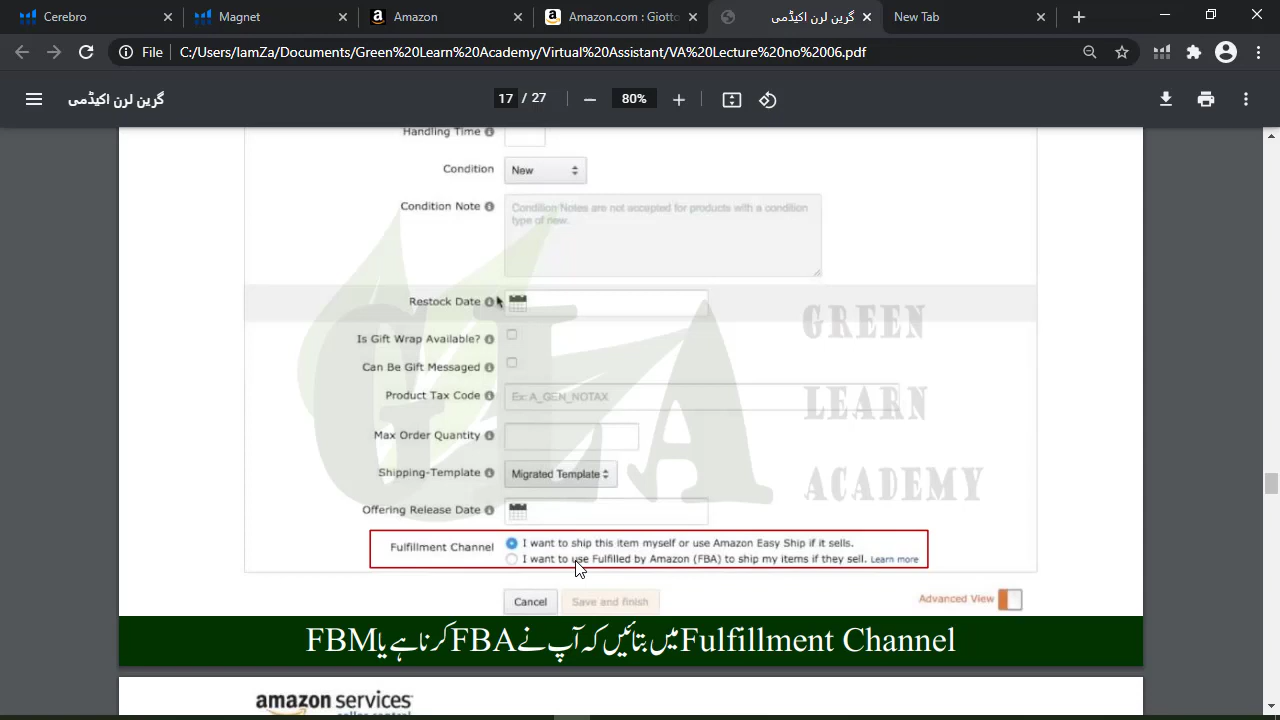 Cerebro
Magnet
Amazon
Amazon.com : Giotto
گرین لرن اکیڈمی
New Tab
File
C:/Users/IamZa/Documents/Green%20Learn%20Academy/Virtual%20Assistant/VA%20Lecture%20no%2006.pdf
گرین لرن اکیڈمی
17 / 27
80%
Handling Time
Condition
New
Condition Note
Condition Notes are not accepted for products with a condition
type of new.
Restock Date
Is Gift Wrap Available?
Can Be Gift Messaged
Product Tax Code
Ex: A_GEN_NOTAX
Max Order Quantity
Shipping-Template
Migrated Template
Offering Release Date
Fulfillment Channel
I want to ship this item myself or use Amazon Easy Ship if it sells.
I want to use Fulfilled by Amazon (FBA) to ship my items if they sell. Learn more
Cancel
Save and finish
Advanced View
GLA
GREEN
LEARN
ACADEMY
Fulfillment Channel میں بتائیں کہ آپ نے FBA کرنا ہے یا FBM
amazon services